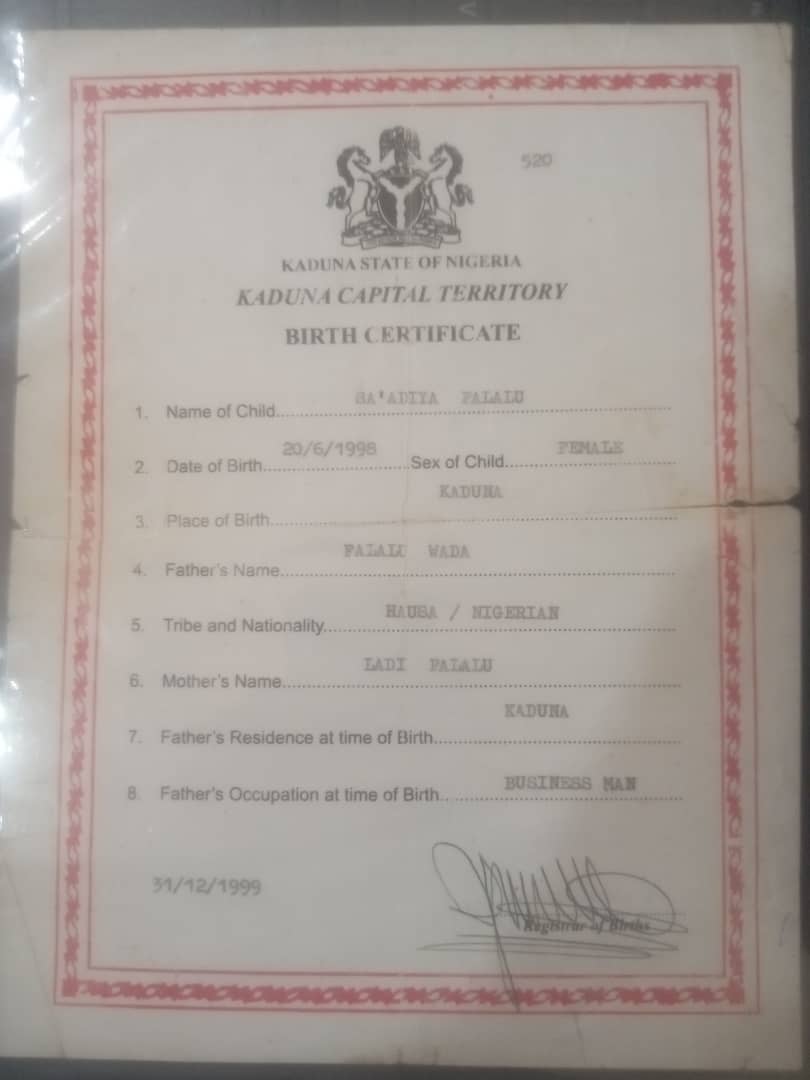 520
KADUNA STATE OF NIGERIA
KADUNA CAPITAL TERRITORY
BIRTH CERTIFICATE
1. Name of Child SA'ADIYA FALALU
2. Date of Birth 20/6/1998 Sex of Child FEMALE
3. Place of Birth KADUNA
4. Father's Name FALALU WADA
5. Tribe and Nationality HAUSA / NIGERIAN
6. Mother's Name LADI FALALU
7. Father's Residence at time of Birth KADUNA
8. Father's Occupation at time of Birth BUSINESS MAN
31/12/1999
Registrar of Births